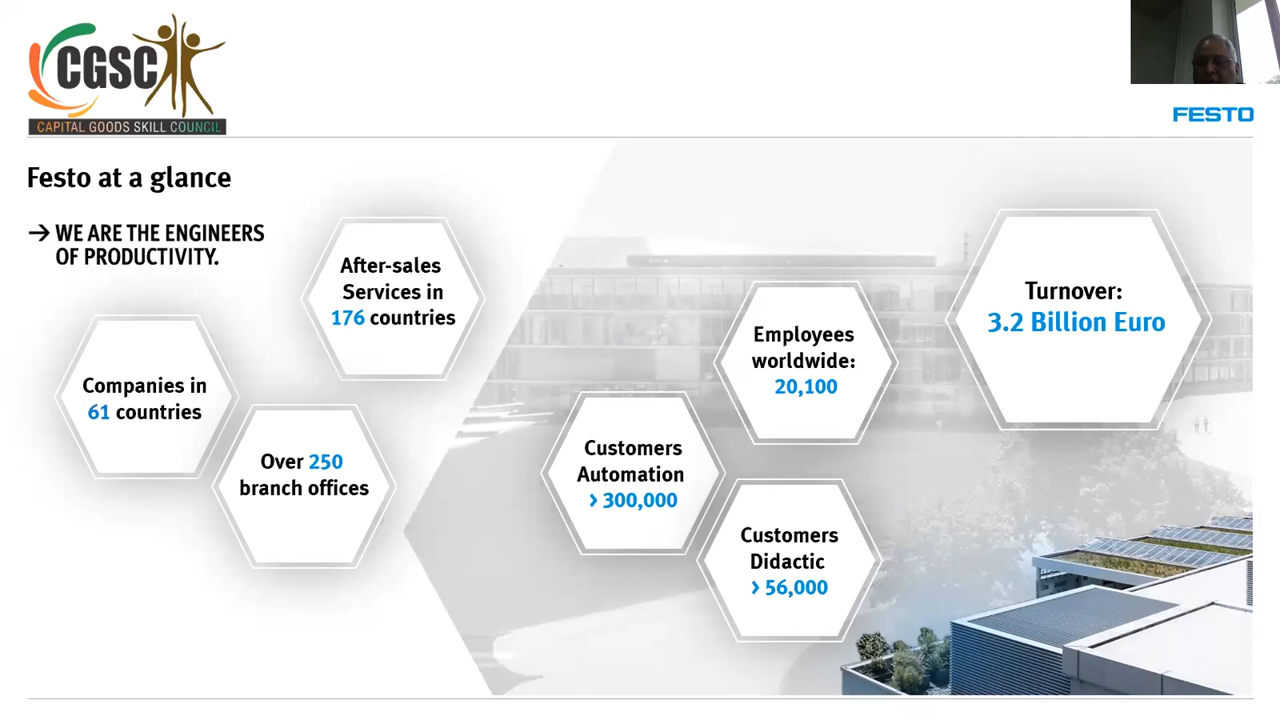 CGSC
CAPITAL GOODS SKILL COUNCIL
FESTO
Festo at a glance
→ WE ARE THE ENGINEERS
OF PRODUCTIVITY.
After-sales
Services in
176 countries
Companies in
61 countries
Over 250
branch offices
Customers
Automation
> 300,000
Employees
worldwide:
20,100
Customers
Didactic
> 56,000
Turnover:
3.2 Billion Euro